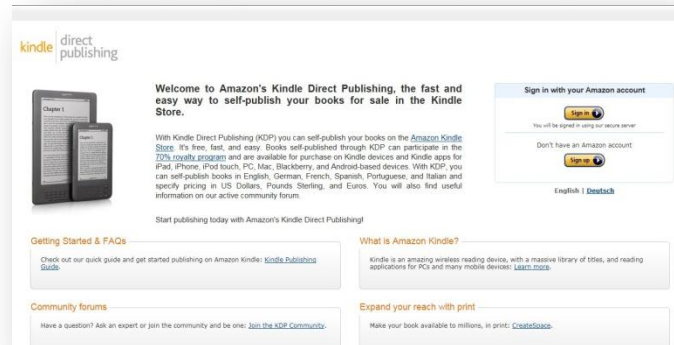 kindle direct publishing
Chapter 1
Chapter 1
Welcome to Amazon's Kindle Direct Publishing, the fast and
easy way to self-publish your books for sale in the Kindle
Store.
With Kindle Direct Publishing (KDP) you can self-publish your books on the Amazon Kindle
Store. It's free, fast, and easy. Books self-published through KDP can participate in the
70% royalty program and are available for purchase on Kindle devices and Kindle apps for
iPad, iPhone, iPod touch, PC, Mac, Blackberry, and Android-based devices. With KDP, you
can self-publish books in English, German, French, Spanish, Portuguese, and Italian and
specify pricing in US Dollars, Pounds Sterling, and Euros. You will also find useful
information on our active community forum.
Start publishing today with Amazon's Kindle Direct Publishing!
Sign in with your Amazon account
Sign in
You will be signed in using our secure server
Don't have an Amazon account
Sign up
English | Deutsch
Getting Started & FAQs
Check out our quick guide and get started publishing on Amazon Kindle: Kindle Publishing
Guide.
What is Amazon Kindle?
Kindle is an amazing wireless reading device, with a massive library of titles, and reading
applications for PCs and many mobile devices: Learn more.
Community forums
Have a question? Ask an expert or join the community and be one: Join the KDP Community.
Expand your reach with print
Make your book available to millions, in print: CreateSpace.